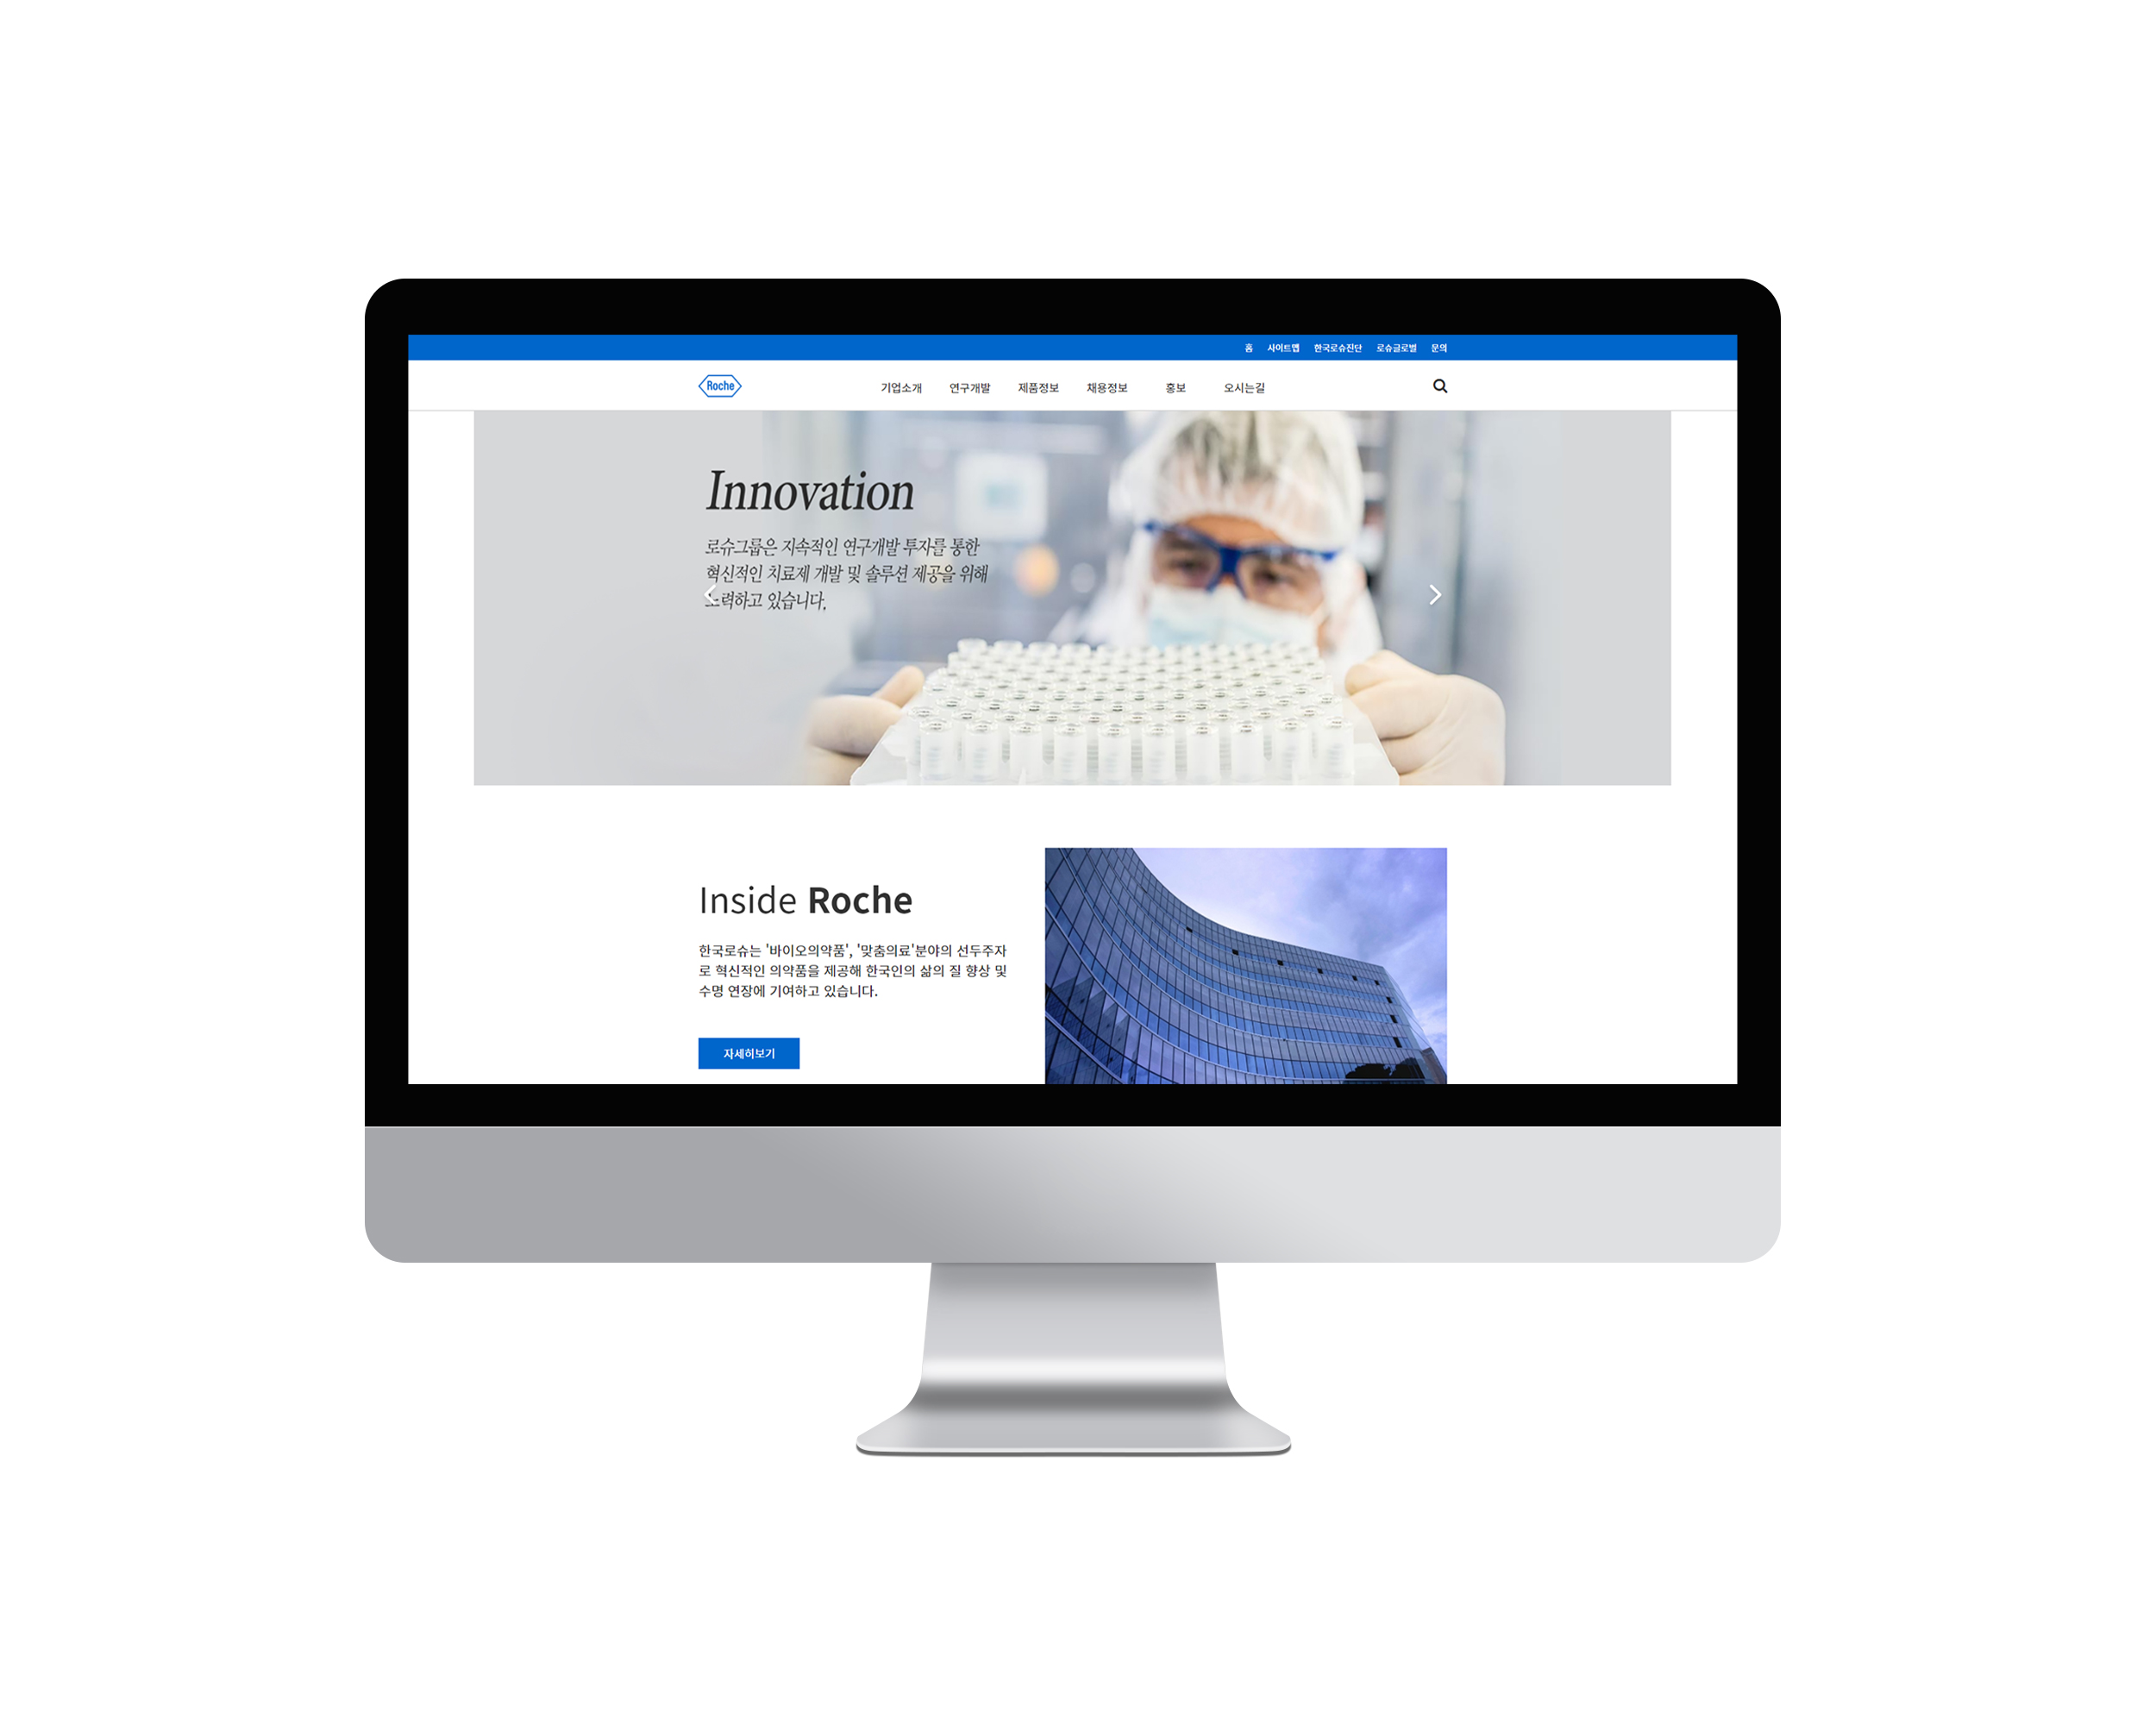 홈 사이트맵 한국로슈진단 로슈글로벌 문의
Roche 기업소개 연구개발 제품정보 채용정보 홍보 오시는길
Innovation
로슈그룹은 지속적인 연구개발 투자를 통한
혁신적인 치료제 개발 및 솔루션 제공을 위해
노력하고 있습니다.
Inside Roche
한국로슈는 '바이오의약품', '맞춤의료'분야의 선두주자
로 혁신적인 의약품을 제공해 한국인의 삶의 질 향상 및
수명 연장에 기여하고 있습니다.
자세히보기